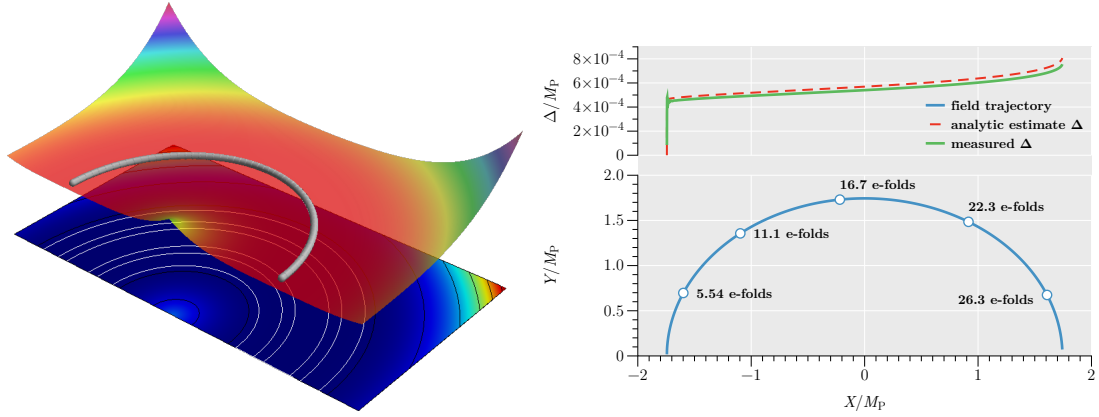 8×10⁻⁴
6×10⁻⁴
4×10⁻⁴
2×10⁻⁴
0
Δ/M_P
field trajectory
analytic estimate Δ
measured Δ
2.0
1.5
1.0
0.5
0
Y/M_P
16.7 e-folds
22.3 e-folds
11.1 e-folds
5.54 e-folds
26.3 e-folds
−2
−1
0
1
2
X/M_P